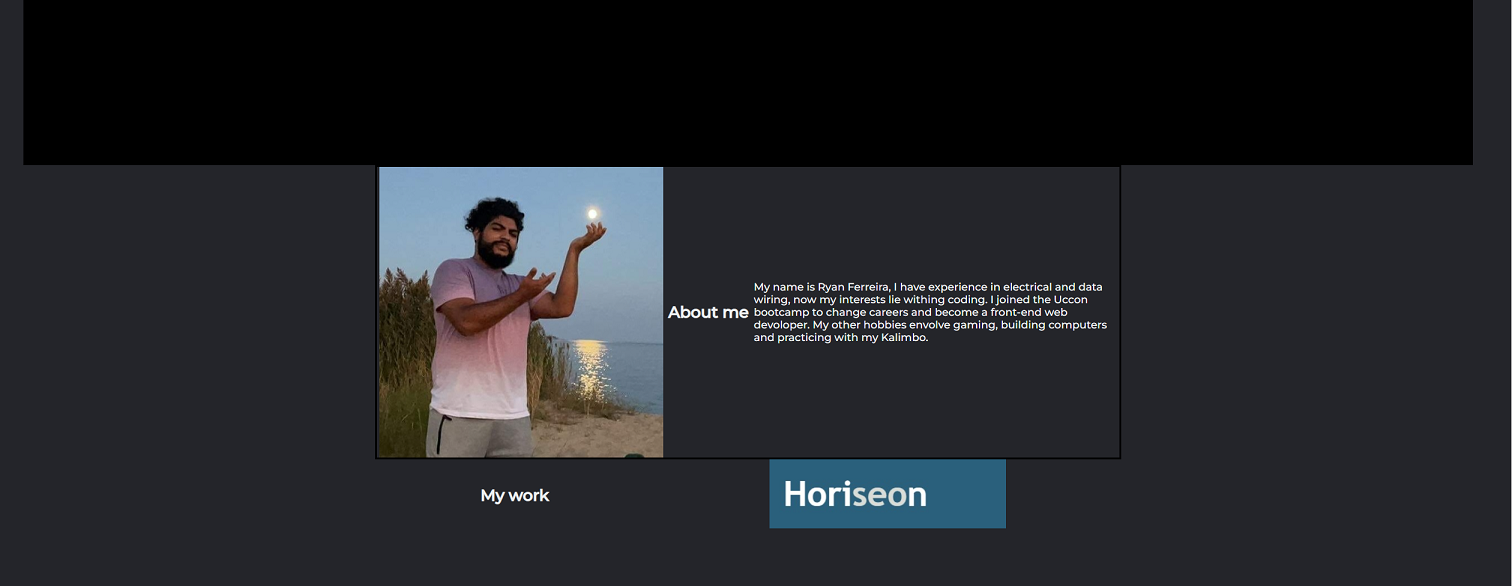 About me
My name is Ryan Ferreira, I have experience in electrical and data
wiring, now my interests lie withing coding. I joined the Uccon
bootcamp to change careers and become a front-end web
devoloper. My other hobbies envolve gaming, building computers
and practicing with my Kalimbo.
My work
Horiseon